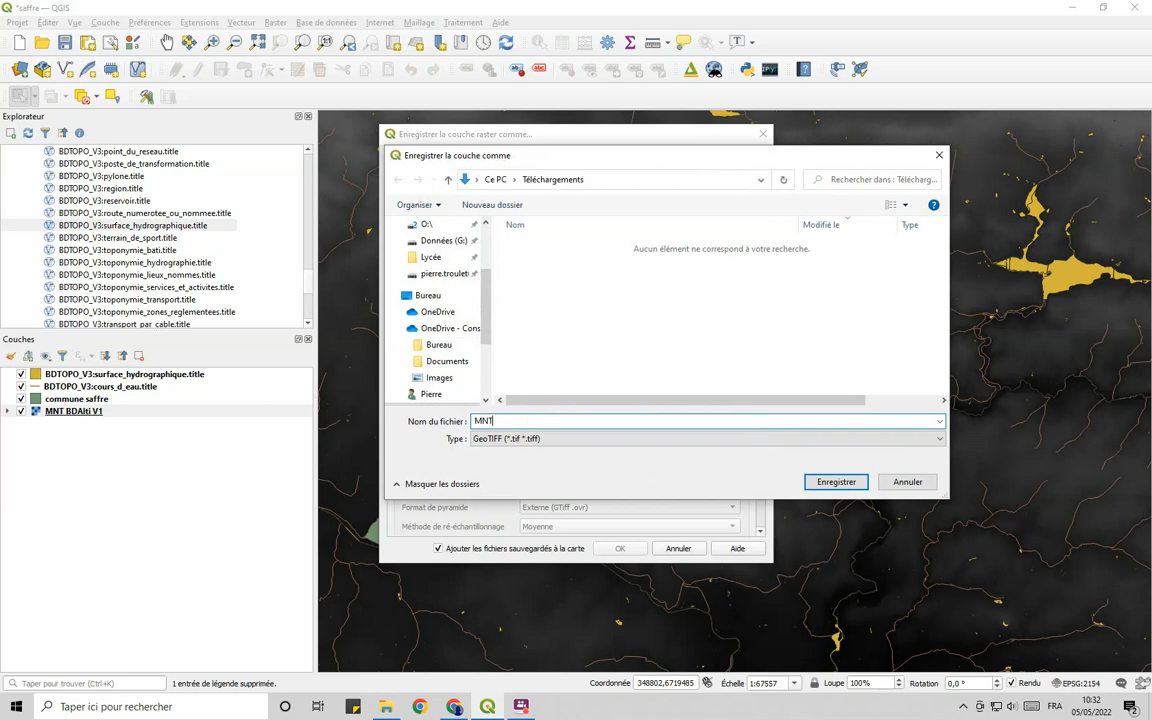 *saffre — QGIS
Projet Éditer Vue Couche Préférences Extensions Vecteur Raster Base de données Internet Maillage Traitement Aide
Explorateur
BDTOPO_V3:point_du_reseau.title
BDTOPO_V3:poste_de_transformation.title
BDTOPO_V3:pylone.title
BDTOPO_V3:region.title
BDTOPO_V3:reservoir.title
BDTOPO_V3:route_numerotee_ou_nommee.title
BDTOPO_V3:surface_hydrographique.title
BDTOPO_V3:terrain_de_sport.title
BDTOPO_V3:toponymie_bati.title
BDTOPO_V3:toponymie_hydrographie.title
BDTOPO_V3:toponymie_lieux_nommes.title
BDTOPO_V3:toponymie_services_et_activites.title
BDTOPO_V3:toponymie_transport.title
BDTOPO_V3:toponymie_zones_reglementees.title
BDTOPO_V3:transport_par_cable.title
Couches
BDTOPO_V3:surface_hydrographique.title
BDTOPO_V3:cours_d_eau.title
commune saffre
MNT BDAlti V1
Enregistrer la couche raster comme...
Enregistrer la couche comme
Ce PC > Téléchargements
Rechercher dans : Télécharg...
Organiser
Nouveau dossier
O:\
Données (G:)
Lycée
pierre.troulet
Bureau
OneDrive
OneDrive - Cons
Bureau
Documents
Images
Pierre
Nom
Modifié le
Type
Aucun élément ne correspond à votre recherche.
Nom du fichier : MNT
Type : GeoTIFF (*.tif *.tiff)
Masquer les dossiers
Enregistrer
Annuler
Format de pyramide Externe (GTiff .ovr)
Méthode de ré-échantillonnage Moyenne
Ajouter les fichiers sauvegardés à la carte
OK
Annuler
Aide
Taper pour trouver (Ctrl+K)
1 entrée de légende supprimée.
Coordonnée 348802,6719485
Échelle 1:67557
Loupe 100%
Rotation 0,0 °
Rendu
EPSG:2154
Taper ici pour rechercher
FRA
10:32
05/05/2022
2